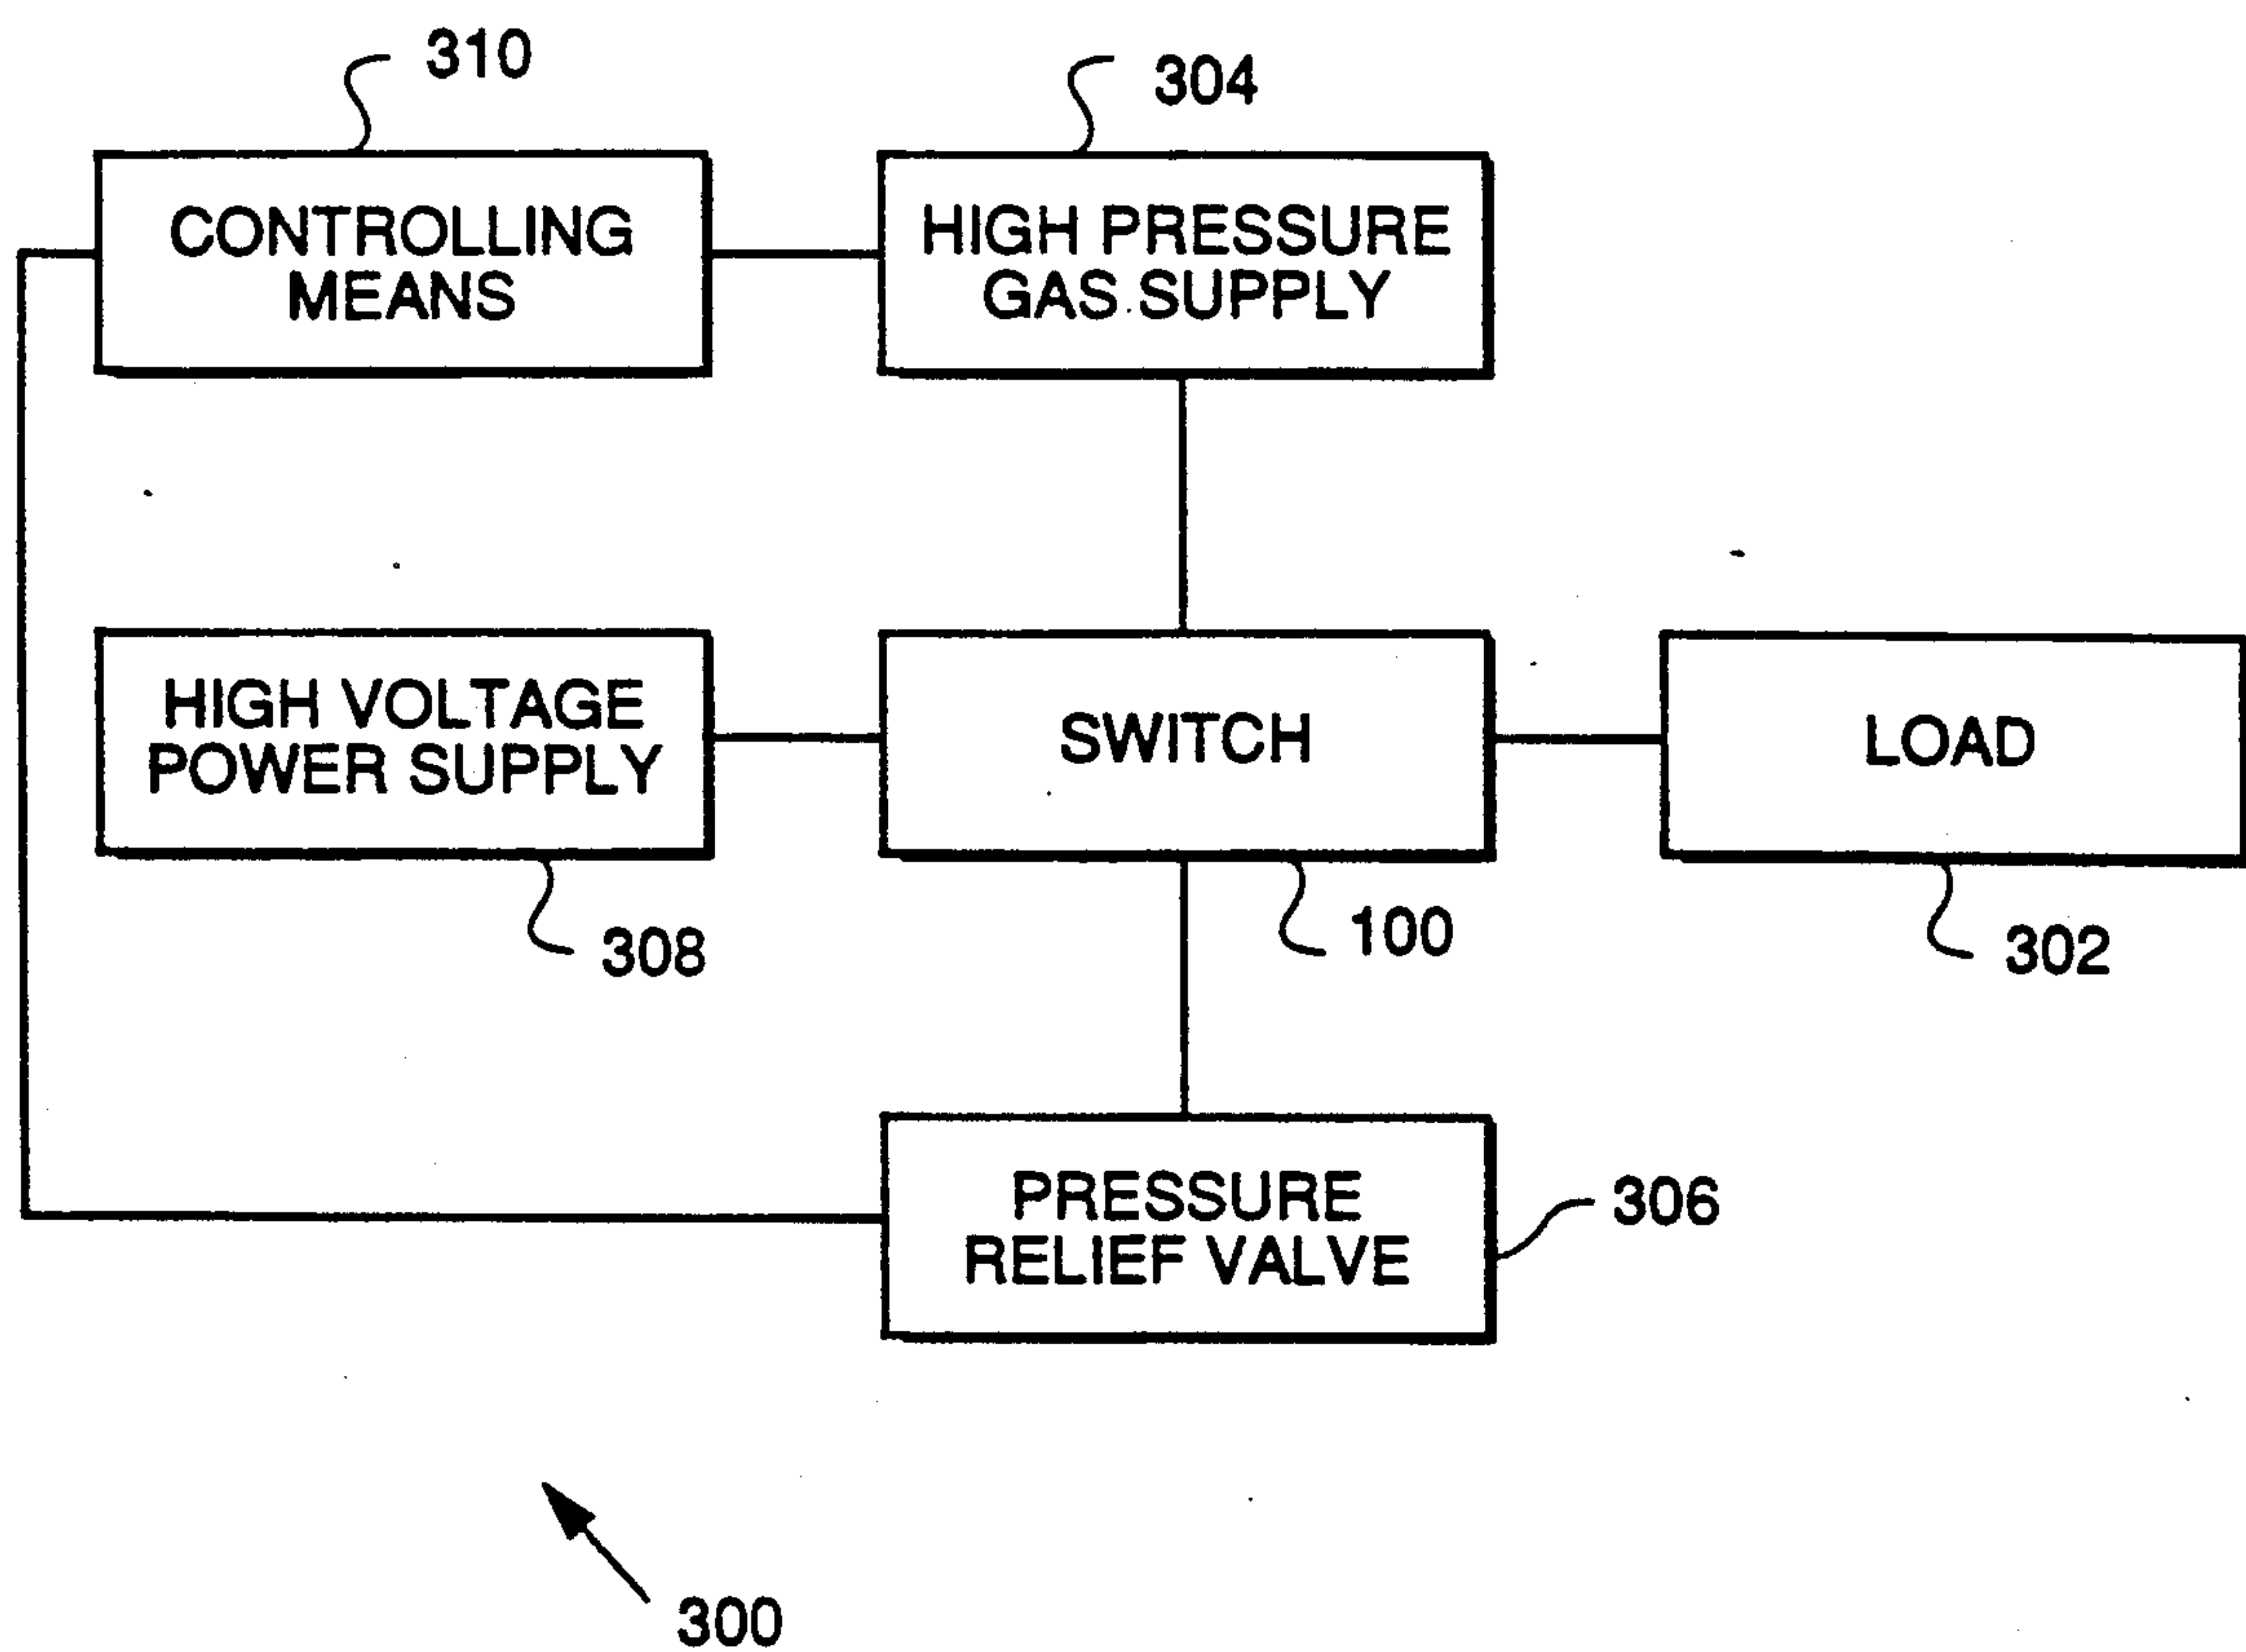 310
304
CONTROLLING
MEANS
HIGH PRESSURE
GAS SUPPLY
HIGH VOLTAGE
POWER SUPPLY
SWITCH
LOAD
308
100
302
PRESSURE
RELIEF VALVE
306
300